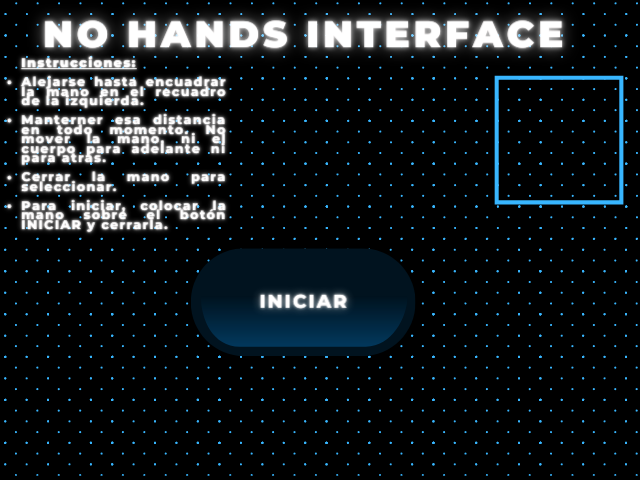 NO HANDS INTERFACE
Instrucciones:
• Alejarse hasta encuadrar
la mano en el recuadro
de la izquierda.
• Manterner esa distancia
en todo momento. No
mover la mano, ni el
cuerpo para adelante ni
para atrás.
• Cerrar la mano para
seleccionar.
• Para iniciar, colocar la
mano sobre el botón
INICIAR y cerrarla.
INICIAR